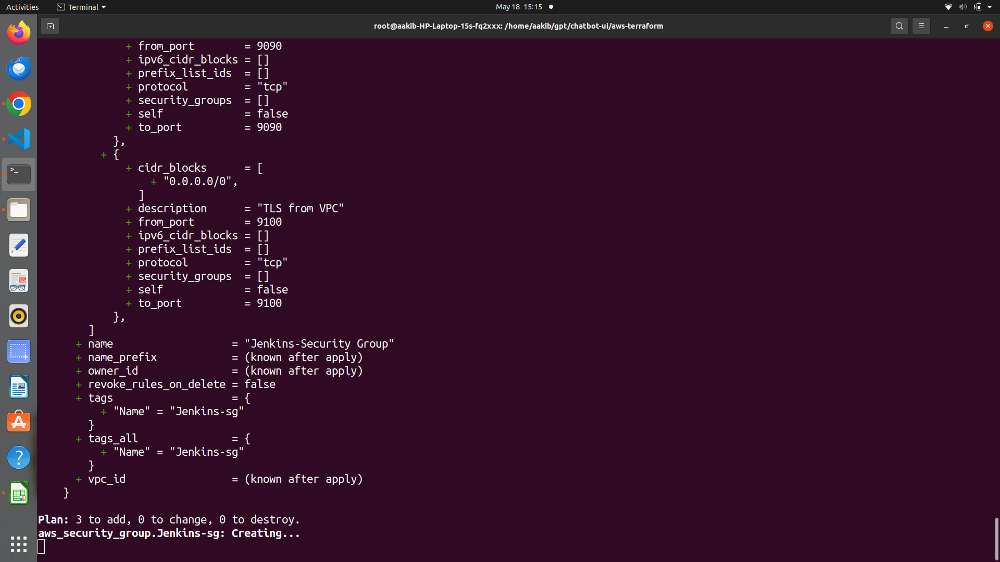 Activities
Terminal
May 18 15:15
root@aakib-HP-Laptop-15s-fq2xxx: /home/aakib/gpt/chatbot-ui/aws-terraform
+ from_port        = 9090
+ ipv6_cidr_blocks = []
+ prefix_list_ids  = []
+ protocol         = "tcp"
+ security_groups  = []
+ self             = false
+ to_port          = 9090
},
+ {
+ cidr_blocks      = [
+ "0.0.0.0/0",
]
+ description      = "TLS from VPC"
+ from_port        = 9100
+ ipv6_cidr_blocks = []
+ prefix_list_ids  = []
+ protocol         = "tcp"
+ security_groups  = []
+ self             = false
+ to_port          = 9100
},
]
+ name                   = "Jenkins-Security Group"
+ name_prefix            = (known after apply)
+ owner_id               = (known after apply)
+ revoke_rules_on_delete = false
+ tags                   = {
+ "Name" = "Jenkins-sg"
}
+ tags_all               = {
+ "Name" = "Jenkins-sg"
}
+ vpc_id                 = (known after apply)
}
Plan: 3 to add, 0 to change, 0 to destroy.
aws_security_group.Jenkins-sg: Creating...